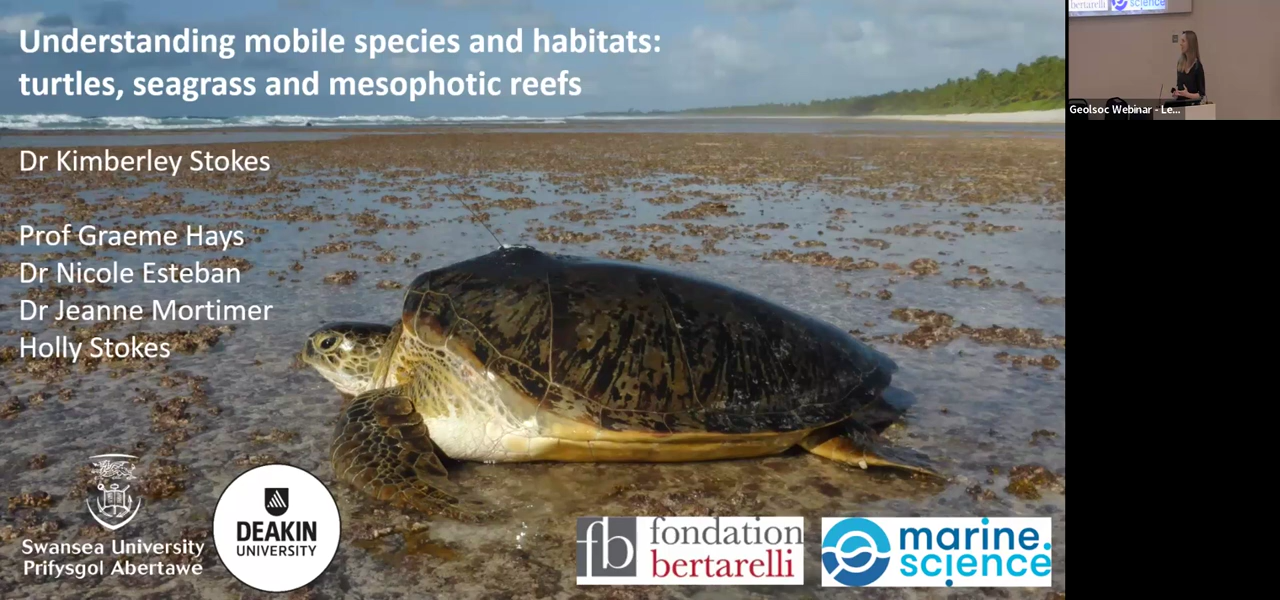 Understanding mobile species and habitats:
turtles, seagrass and mesophotic reefs
Dr Kimberley Stokes
Prof Graeme Hays
Dr Nicole Esteban
Dr Jeanne Mortimer
Holly Stokes
Swansea University
Prifysgol Abertawe
DEAKIN
UNIVERSITY
fb
fondation
bertarelli
marine.
science
bertarelli
science
Geolsoc Webinar - Le...